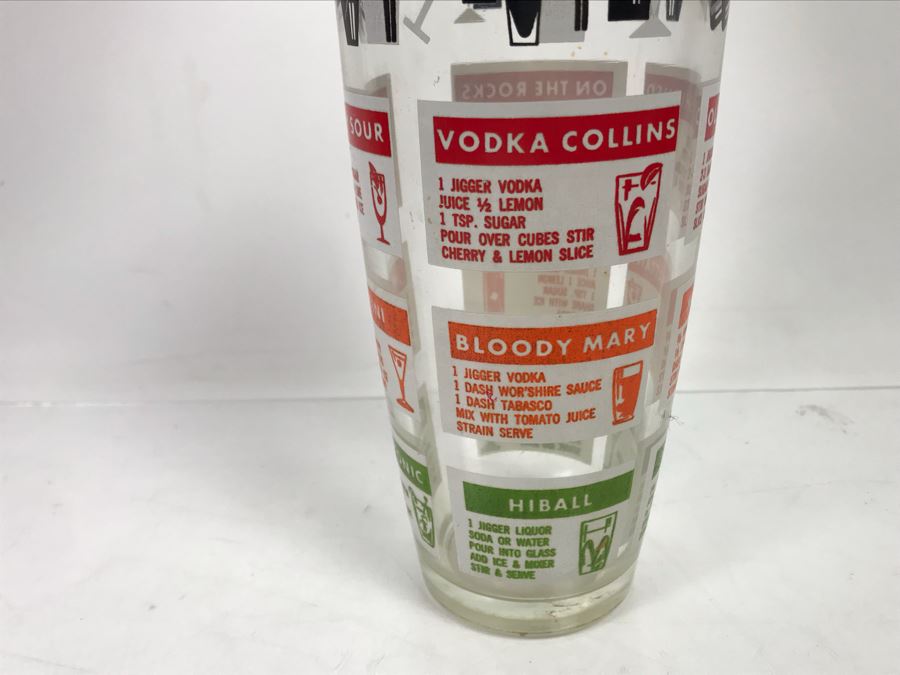 ON THE ROCKS
SOUR
VODKA COLLINS
1 JIGGER VODKA
JUICE ½ LEMON
1 TSP. SUGAR
POUR OVER CUBES STIR
CHERRY & LEMON SLICE
BLOODY MARY
1 JIGGER VODKA
1 DASH WOR'SHIRE SAUCE
1 DASH TABASCO
MIX WITH TOMATO JUICE
STRAIN SERVE
HIBALL
1 JIGGER LIQUOR
SODA OR WATER
POUR INTO GLASS
ADD ICE & MIXER
STIR & SERVE